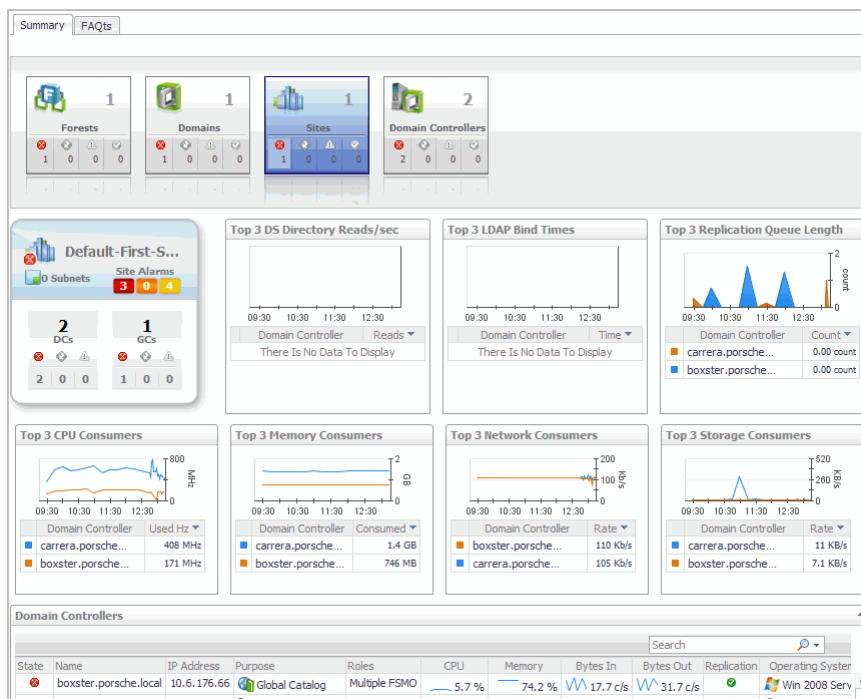 Summary FAQts
1 1 1 2
Forests Domains Sites Domain Controllers
1 0 0 0 1 0 0 0 1 0 0 0 2 0 0 0
Default-First-S...
0 Subnets
Site Alarms
3 0 4
2 1
DCs GCs
2 0 0 1 0 0
Top 3 DS Directory Reads/sec
09:30 10:30 11:30 12:30
Domain Controller Reads
There Is No Data To Display
Top 3 LDAP Bind Times
09:30 10:30 11:30 12:30
Domain Controller Time
There Is No Data To Display
Top 3 Replication Queue Length
2
count
0
09:30 10:30 11:30 12:30
Domain Controller Count
carrera.porsche... 0.00 count
boxster.porsche... 0.00 count
Top 3 CPU Consumers
800
MHz
0
09:30 10:30 11:30 12:30
Domain Controller Used Hz
carrera.porsche... 408 MHz
boxster.porsche... 171 MHz
Top 3 Memory Consumers
2
GB
0
09:30 10:30 11:30 12:30
Domain Controller Consumed
carrera.porsche... 1.4 GB
boxster.porsche... 746 MB
Top 3 Network Consumers
200
100
Kb/s
0
09:30 10:30 11:30 12:30
Domain Controller Rate
boxster.porsche... 110 Kb/s
carrera.porsche... 105 Kb/s
Top 3 Storage Consumers
520
260
KB/s
0
09:30 10:30 11:30 12:30
Domain Controller Rate
carrera.porsche... 11 KB/s
boxster.porsche... 7.1 KB/s
Domain Controllers
Search
State Name IP Address Purpose Roles CPU Memory Bytes In Bytes Out Replication Operating System
boxster.porsche.local 10.6.176.66 Global Catalog Multiple FSMO 5.7 % 74.2 % 17.7 c/s 31.7 c/s Win 2008 Serv